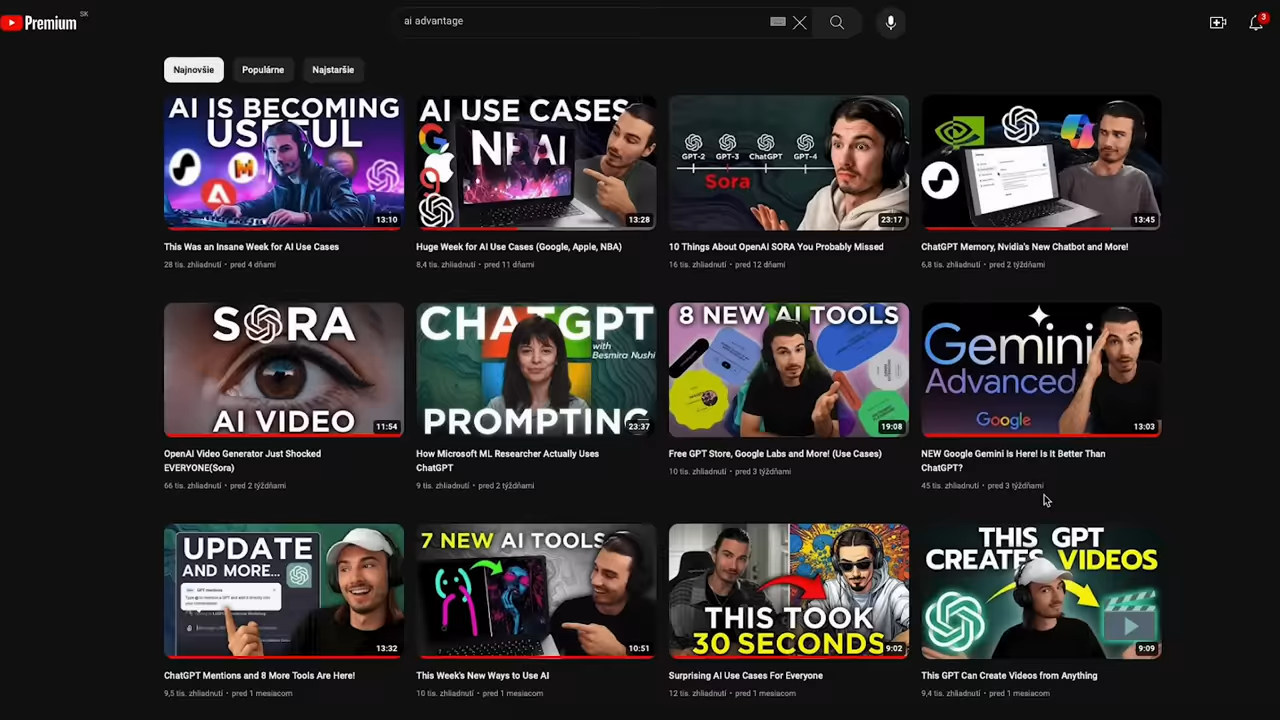 Premium SK
ai advantage
3
Najnovšie
Populárne
Najstaršie
AI IS BECOMING
USEFUL
13:10
This Was an Insane Week for AI Use Cases
28 tis. zhliadnutí • pred 4 dňami
AI USE CASES
13:28
Huge Week for AI Use Cases (Google, Apple, NBA)
8,4 tis. zhliadnutí • pred 11 dňami
GPT-2 GPT-3 ChatGPT GPT-4
Sora
23:17
10 Things About OpenAI SORA You Probably Missed
16 tis. zhliadnutí • pred 12 dňami
13:45
ChatGPT Memory, Nvidia's New Chatbot and More!
6,8 tis. zhliadnutí • pred 2 týždňami
SORA
AI VIDEO
11:54
OpenAI Video Generator Just Shocked
EVERYONE(Sora)
66 tis. zhliadnutí • pred 2 týždňami
CHATGPT
with
Besmira Nushi
PROMPTING
23:37
How Microsoft ML Researcher Actually Uses
ChatGPT
9 tis. zhliadnutí • pred 2 týždňami
8 NEW AI TOOLS
19:08
Free GPT Store, Google Labs and More! (Use Cases)
10 tis. zhliadnutí • pred 3 týždňami
Gemini
Advanced
Google
13:03
NEW Google Gemini Is Here! Is It Better Than
ChatGPT?
45 tis. zhliadnutí • pred 3 týždňami
UPDATE
AND MORE...
GPT mentions
13:32
ChatGPT Mentions and 8 More Tools Are Here!
9,5 tis. zhliadnutí • pred 1 mesiacom
7 NEW AI TOOLS
10:51
This Week's New Ways to Use AI
10 tis. zhliadnutí • pred 1 mesiacom
THIS TOOK
30 SECONDS
9:02
Surprising AI Use Cases For Everyone
12 tis. zhliadnutí • pred 1 mesiacom
THIS GPT
CREATES VIDEOS
9:09
This GPT Can Create Videos from Anything
9,4 tis. zhliadnutí • pred 1 mesiacom